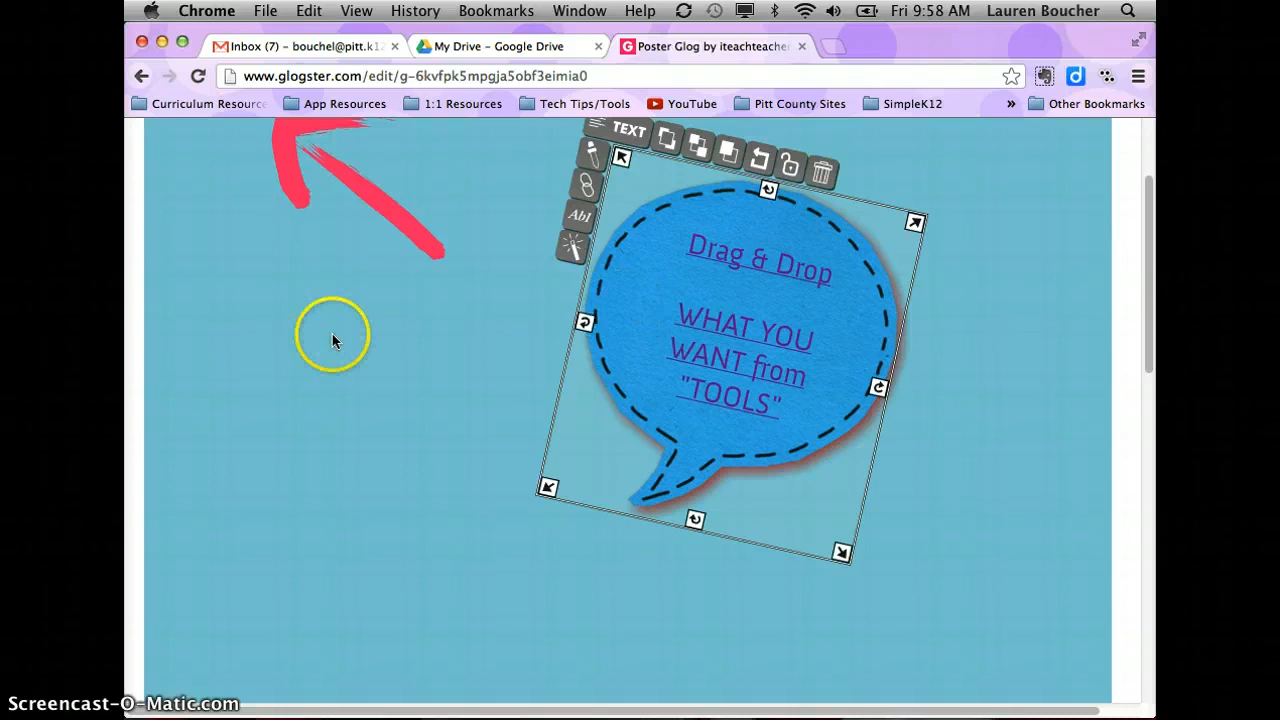 Chrome File Edit View History Bookmarks Window Help Fri 9:58 AM Lauren Boucher
Inbox (7) – bouchel@pitt.k12 My Drive – Google Drive Poster Glog by iteachteacher
www.glogster.com/edit/g-6kvfpk5mpgja5obf3eimia0
Curriculum Resource App Resources 1:1 Resources Tech Tips/Tools YouTube Pitt County Sites SimpleK12 » Other Bookmarks
TEXT
AbI
Drag & Drop
WHAT YOU
WANT from
"TOOLS"
Screencast-O-Matic.com